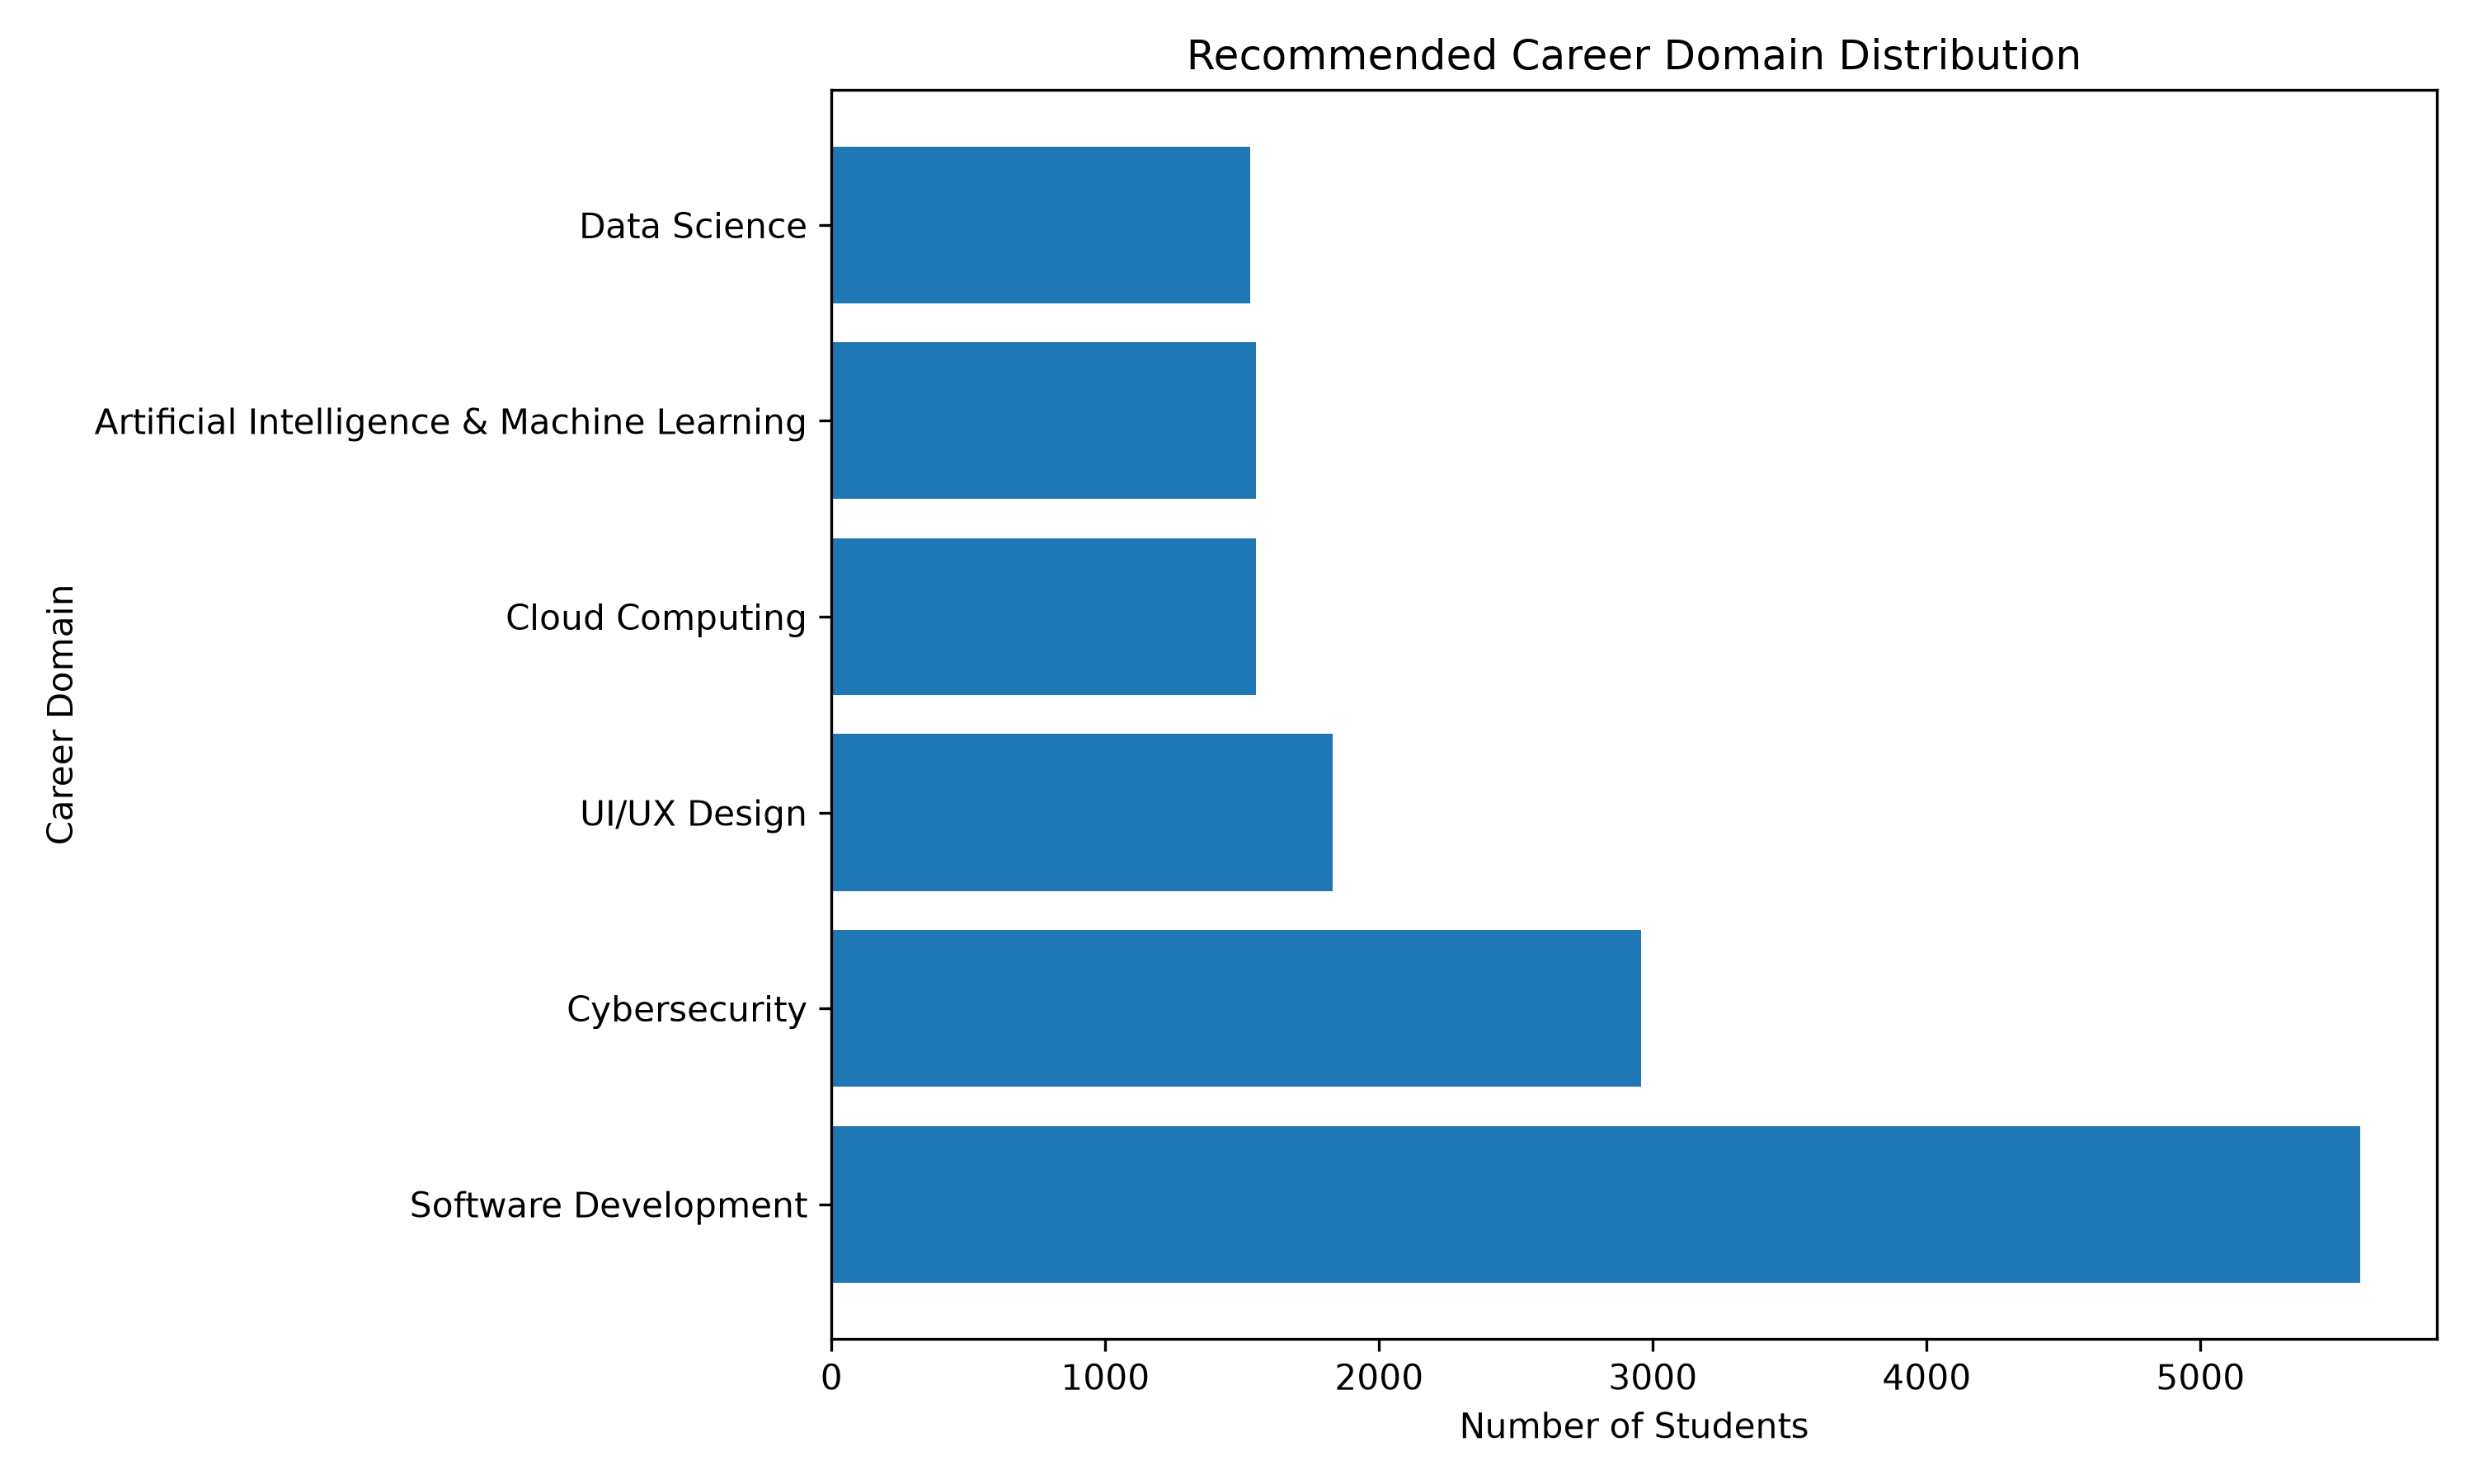 Recommended Career Domain Distribution
Career Domain
Data Science
Artificial Intelligence & Machine Learning
Cloud Computing
UI/UX Design
Cybersecurity
Software Development
0 1000 2000 3000 4000 5000
Number of Students